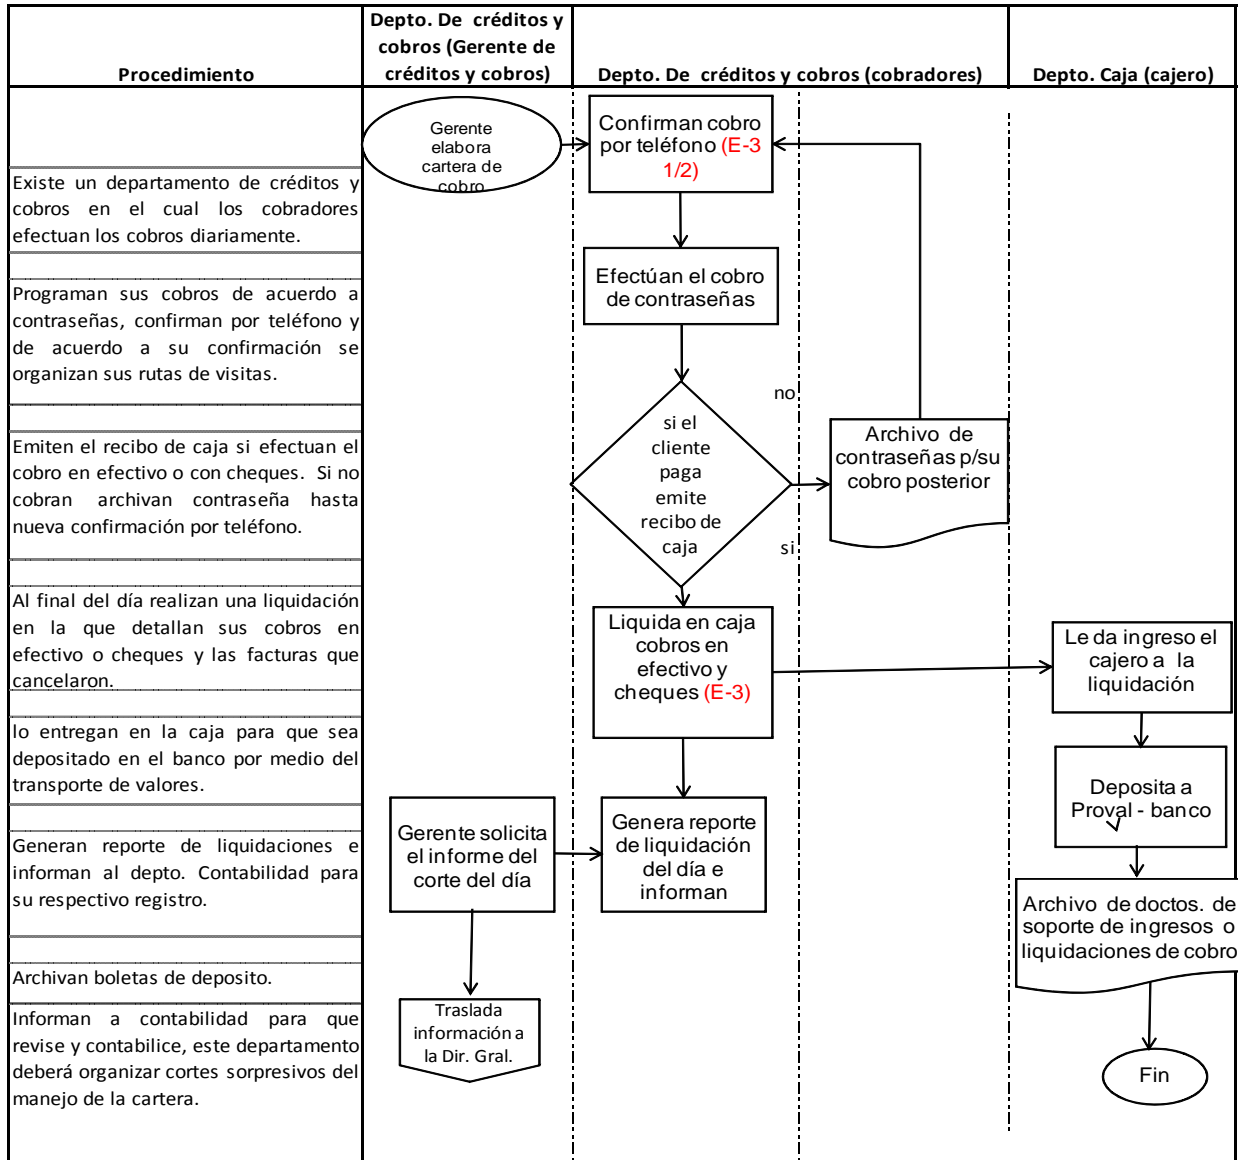 Procedimiento
Depto. De créditos y
cobros (Gerente de
créditos y cobros)
Depto. De créditos y cobros (cobradores)
Depto. Caja (cajero)
Existe un departamento de créditos y
cobros en el cual los cobradores
efectuan los cobros diariamente.
Programan sus cobros de acuerdo a
contraseñas, confirman por teléfono y
de acuerdo a su confirmación se
organizan sus rutas de visitas.
Emiten el recibo de caja si efectuan el
cobro en efectivo o con cheques. Si no
cobran archivan contraseña hasta
nueva confirmación por teléfono.
Al final del día realizan una liquidación
en la que detallan sus cobros en
efectivo o cheques y las facturas que
cancelaron.
lo entregan en la caja para que sea
depositado en el banco por medio del
transporte de valores.
Generan reporte de liquidaciones e
informan al depto. Contabilidad para
su respectivo registro.
Archivan boletas de deposito.
Informan a contabilidad para que
revise y contabilice, este departamento
deberá organizar cortes sorpresivos del
manejo de la cartera.
Gerente
elabora
cartera de
cobro
Confirman cobro
por teléfono (E-3
1/2)
Efectúan el cobro
de contraseñas
si el
cliente
paga
emite
recibo de
caja
no
si
Archivo de
contraseñas p/su
cobro posterior
Liquida en caja
cobros en
efectivo y
cheques (E-3)
Le da ingreso el
cajero a la
liquidación
Deposita a
Proval - banco
Gerente solicita
el informe del
corte del día
Genera reporte
de liquidación
del día e
informan
Archivo de doctos. de
soporte de ingresos o
liquidaciones de cobro
Traslada
información a
la Dir. Gral.
Fin